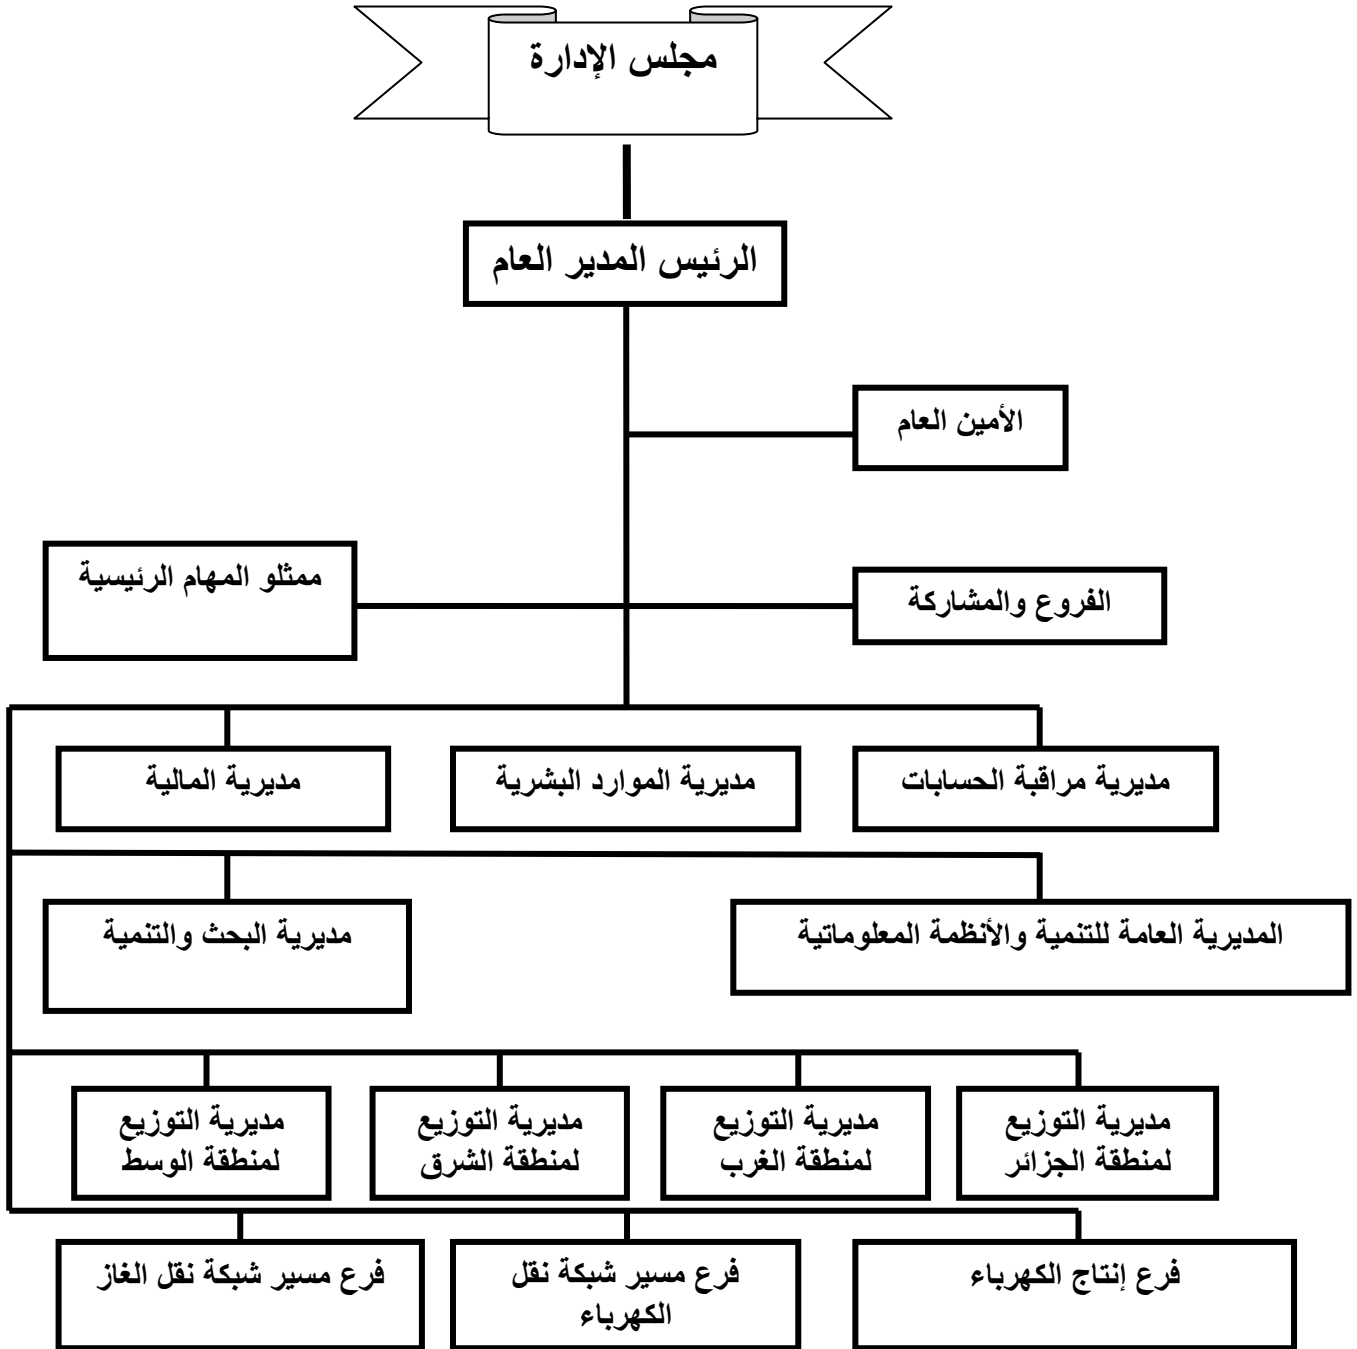 مجلس الإدارة
الرئيس المدير العام
الأمين العام
الفروع والمشاركة
ممثلو المهام الرئيسية
مديرية مراقبة الحسابات
مديرية الموارد البشرية
مديرية المالية
المديرية العامة للتنمية والأنظمة المعلوماتية
مديرية البحث والتنمية
مديرية التوزيع
لمنطقة الجزائر
مديرية التوزيع
لمنطقة الغرب
مديرية التوزيع
لمنطقة الشرق
مديرية التوزيع
لمنطقة الوسط
فرع إنتاج الكهرباء
فرع مسير شبكة نقل
الكهرباء
فرع مسير شبكة نقل الغاز